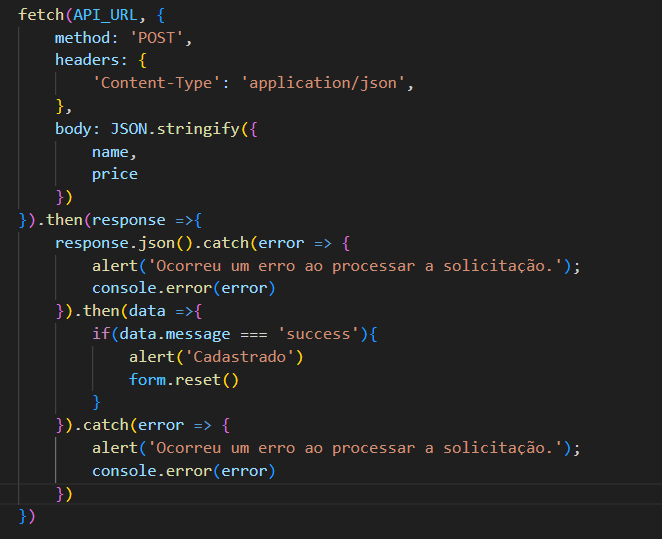 fetch(API_URL, {
    method: 'POST',
    headers: {
        'Content-Type': 'application/json',
    },
    body: JSON.stringify({
        name,
        price
    })
}).then(response =>{
    response.json().catch(error => {
        alert('Ocorreu um erro ao processar a solicitação.');
        console.error(error)
    }).then(data =>{
        if(data.message === 'success'){
            alert('Cadastrado')
            form.reset()
        }
    }).catch(error => {
        alert('Ocorreu um erro ao processar a solicitação.');
        console.error(error)
    })
})